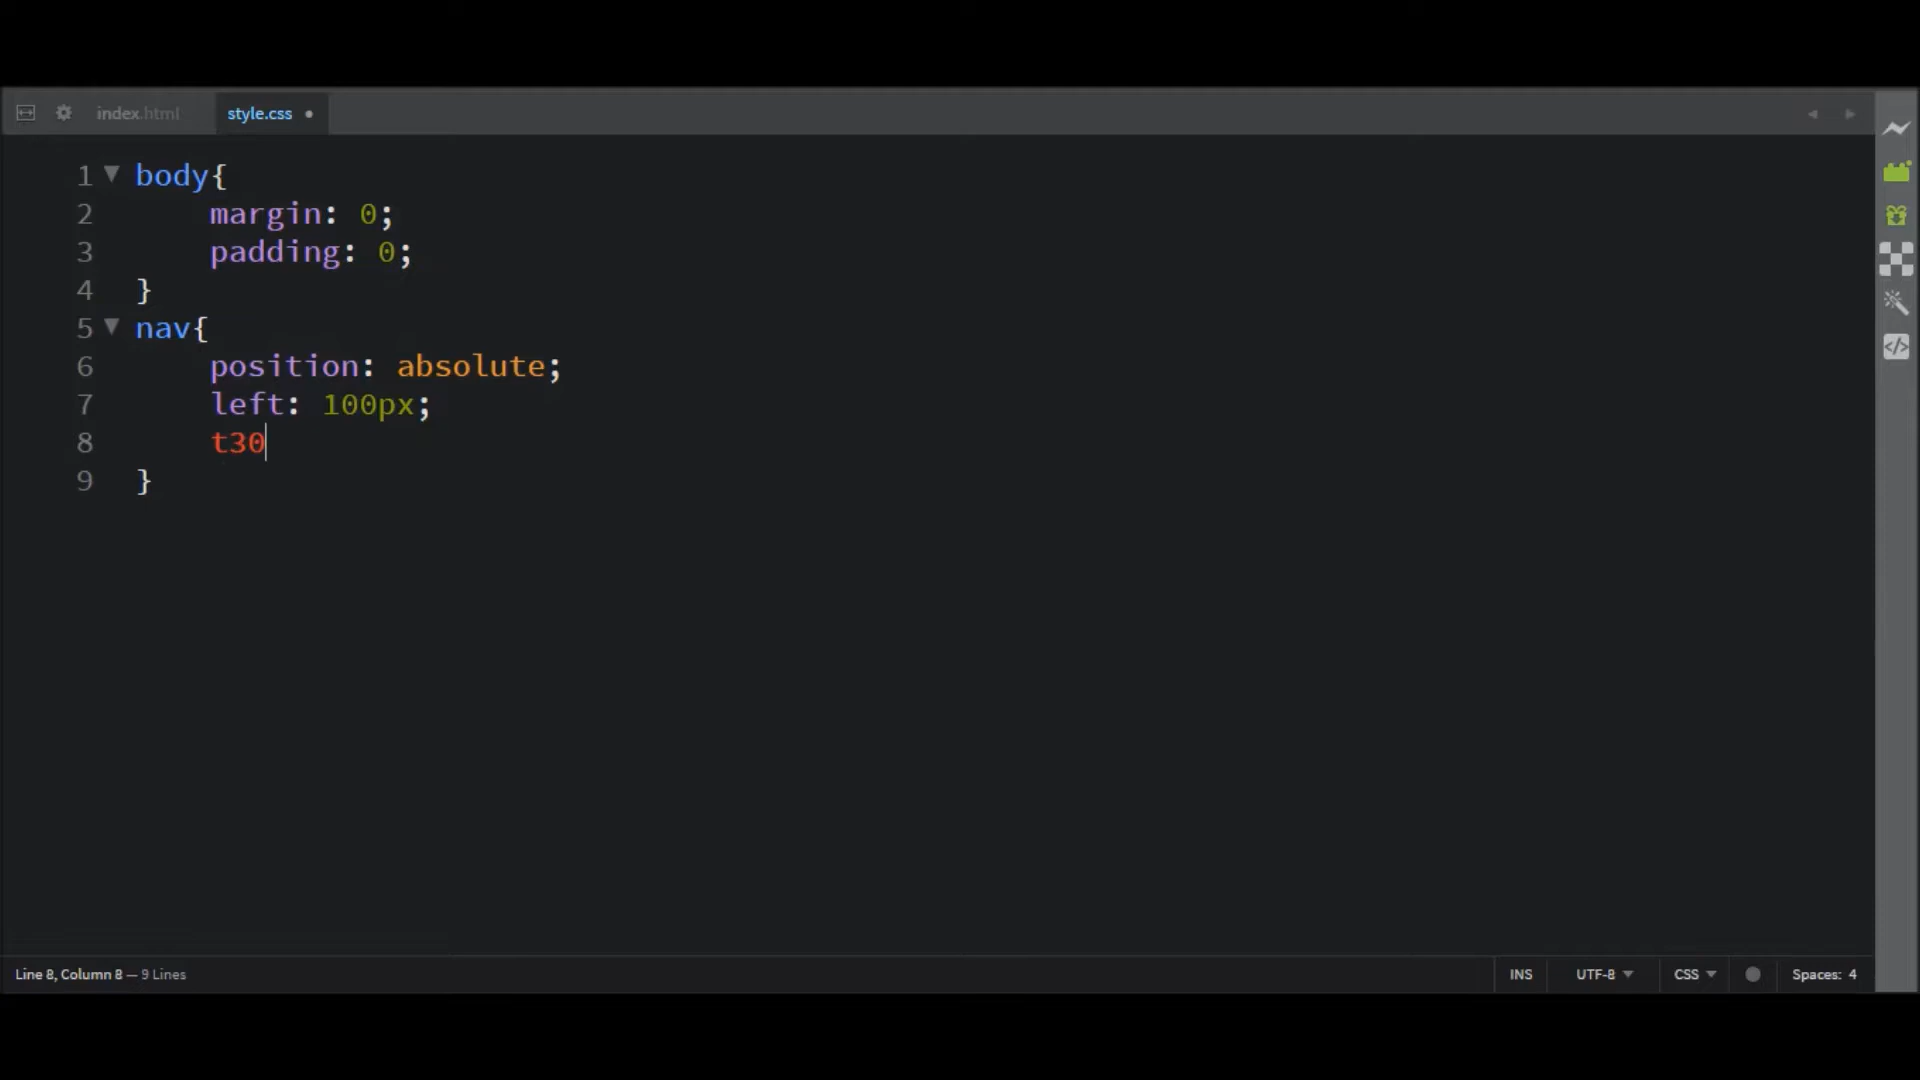 index.html style.css •
1 body{
2 margin: 0;
3 padding: 0;
4 }
5 nav{
6 position: absolute;
7 left: 100px;
8 t30
9 }
Line 8, Column 8 — 9 Lines INS UTF-8 CSS Spaces: 4